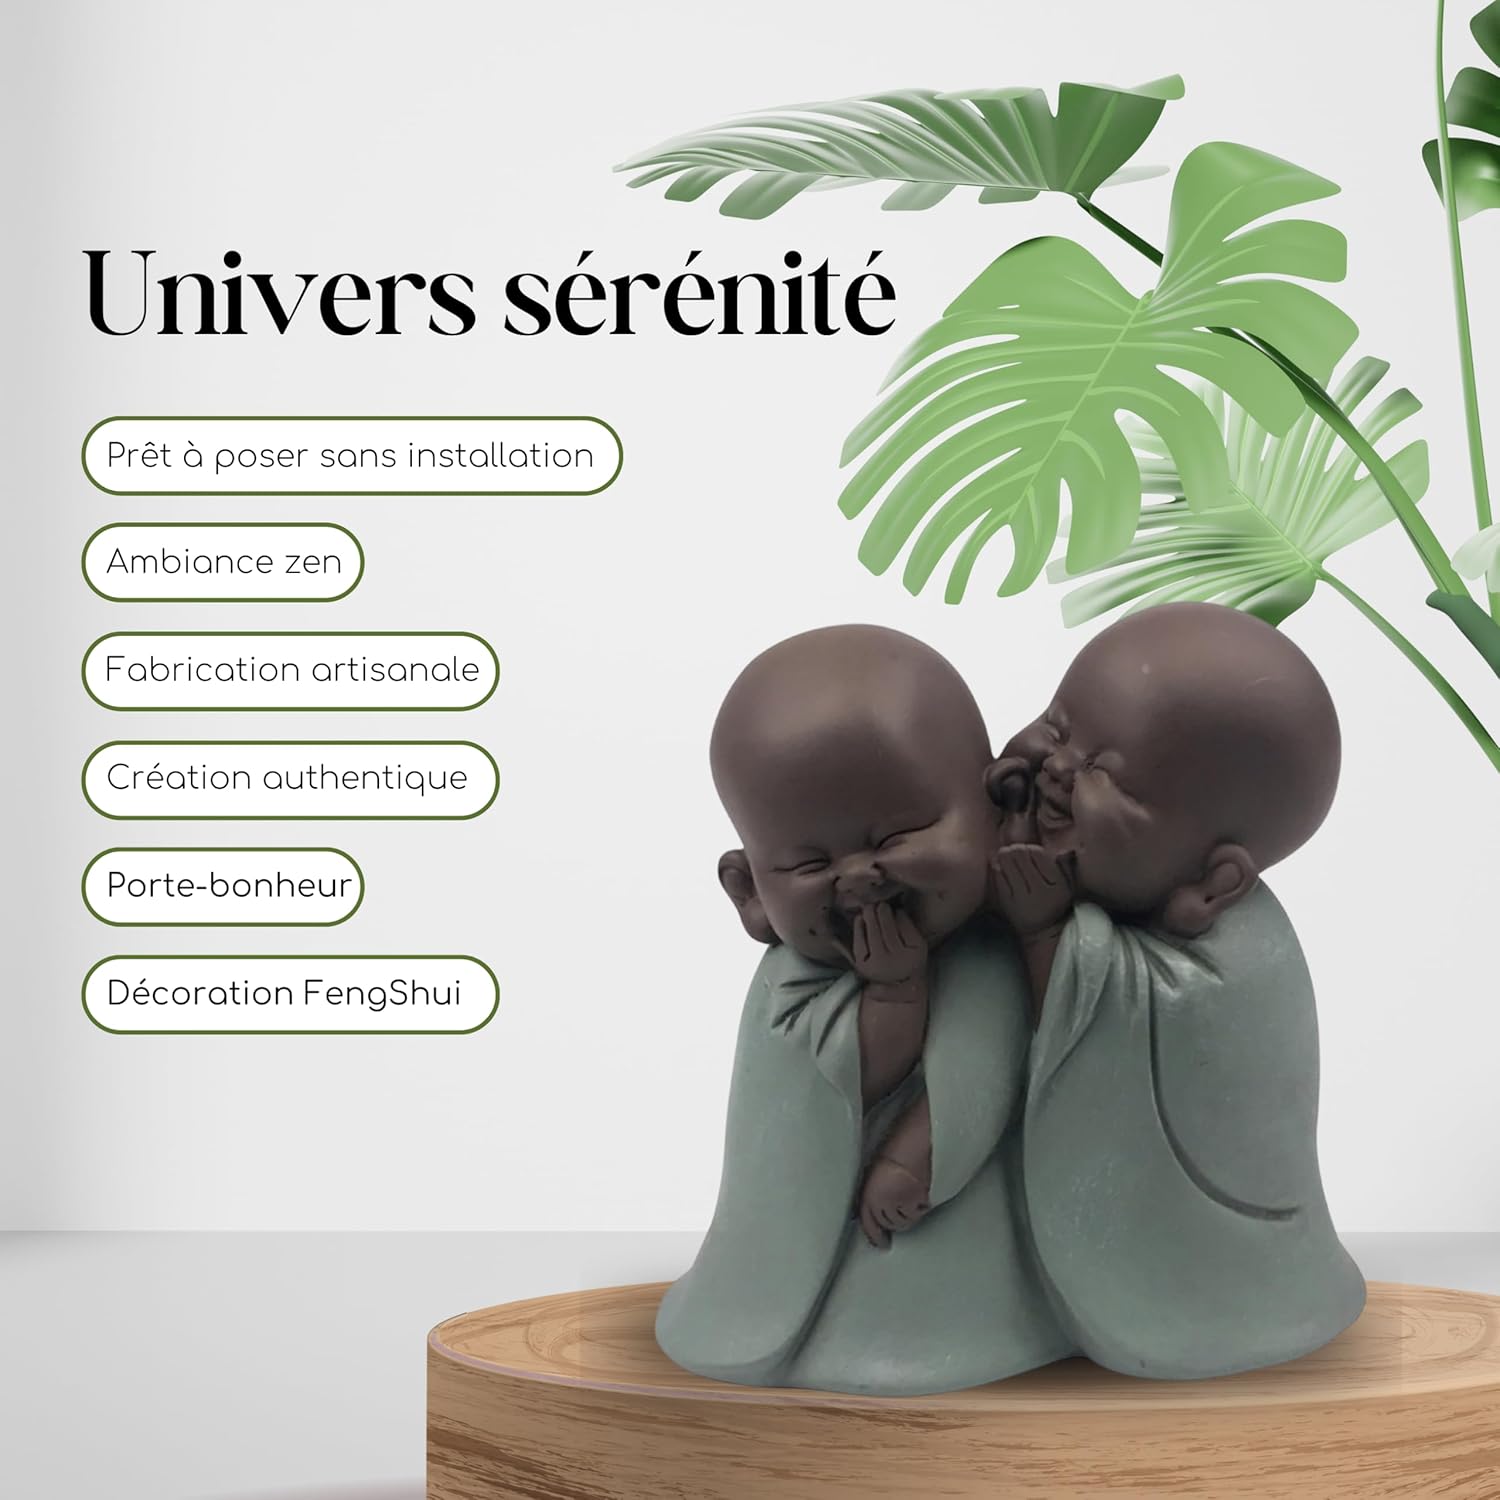 Univers sérénité
Prêt à poser sans installation
Ambiance zen
Fabrication artisanale
Création authentique
Porte-bonheur
Décoration FengShui